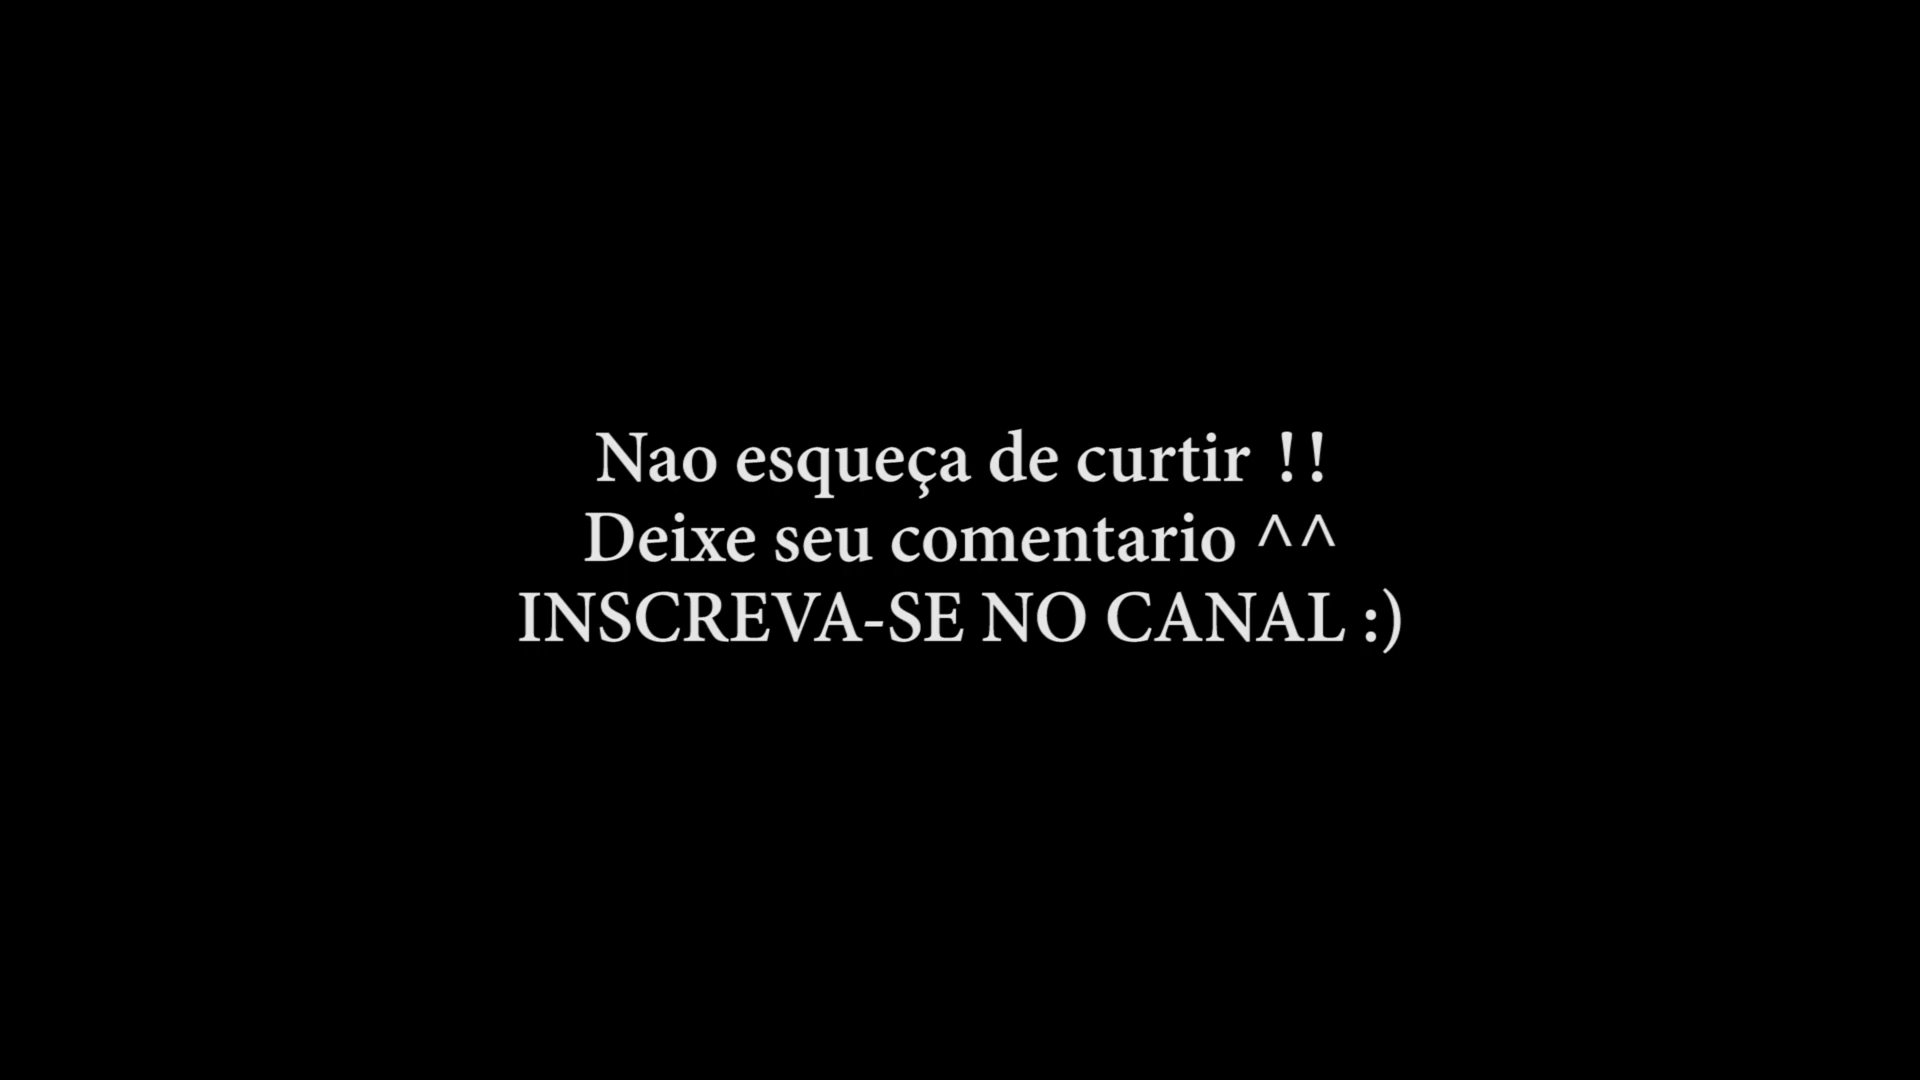 Nao esqueça de curtir !!
Deixe seu comentario ^^
INSCREVA-SE NO CANAL :)